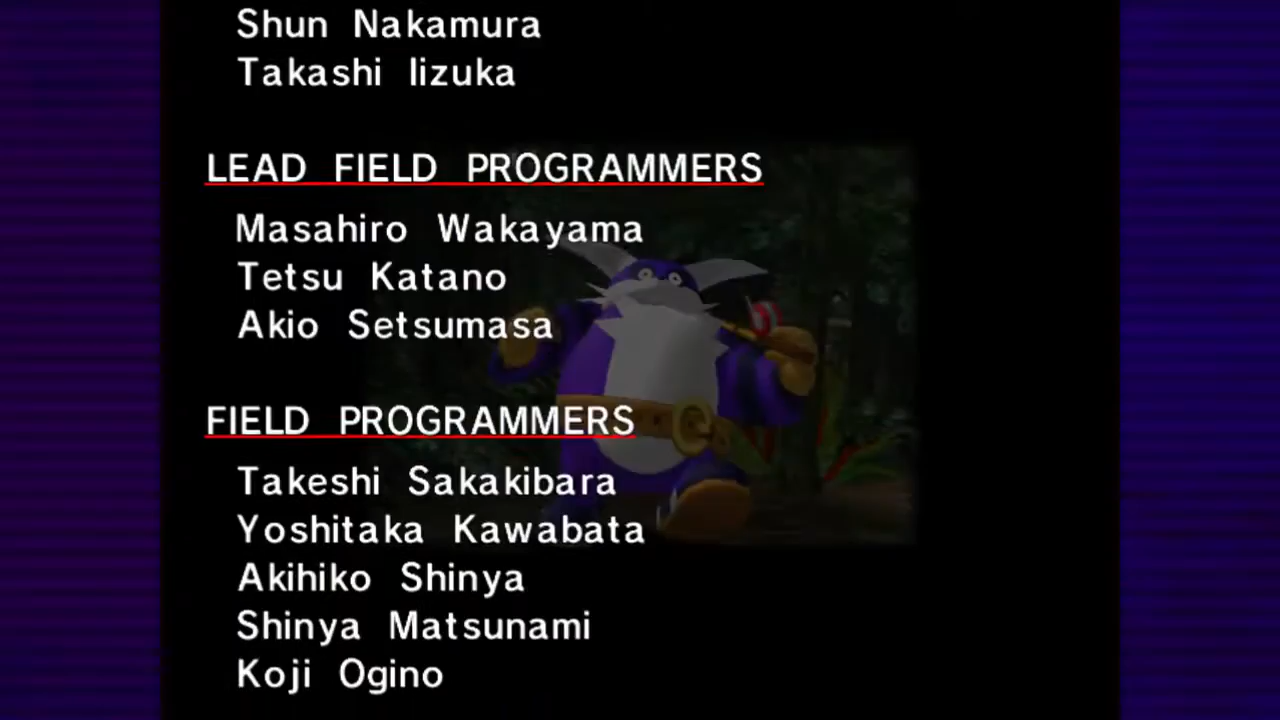 Shun Nakamura
Takashi Iizuka
LEAD FIELD PROGRAMMERS
Masahiro Wakayama
Tetsu Katano
Akio Setsumasa
FIELD PROGRAMMERS
Takeshi Sakakibara
Yoshitaka Kawabata
Akihiko Shinya
Shinya Matsunami
Koji Ogino